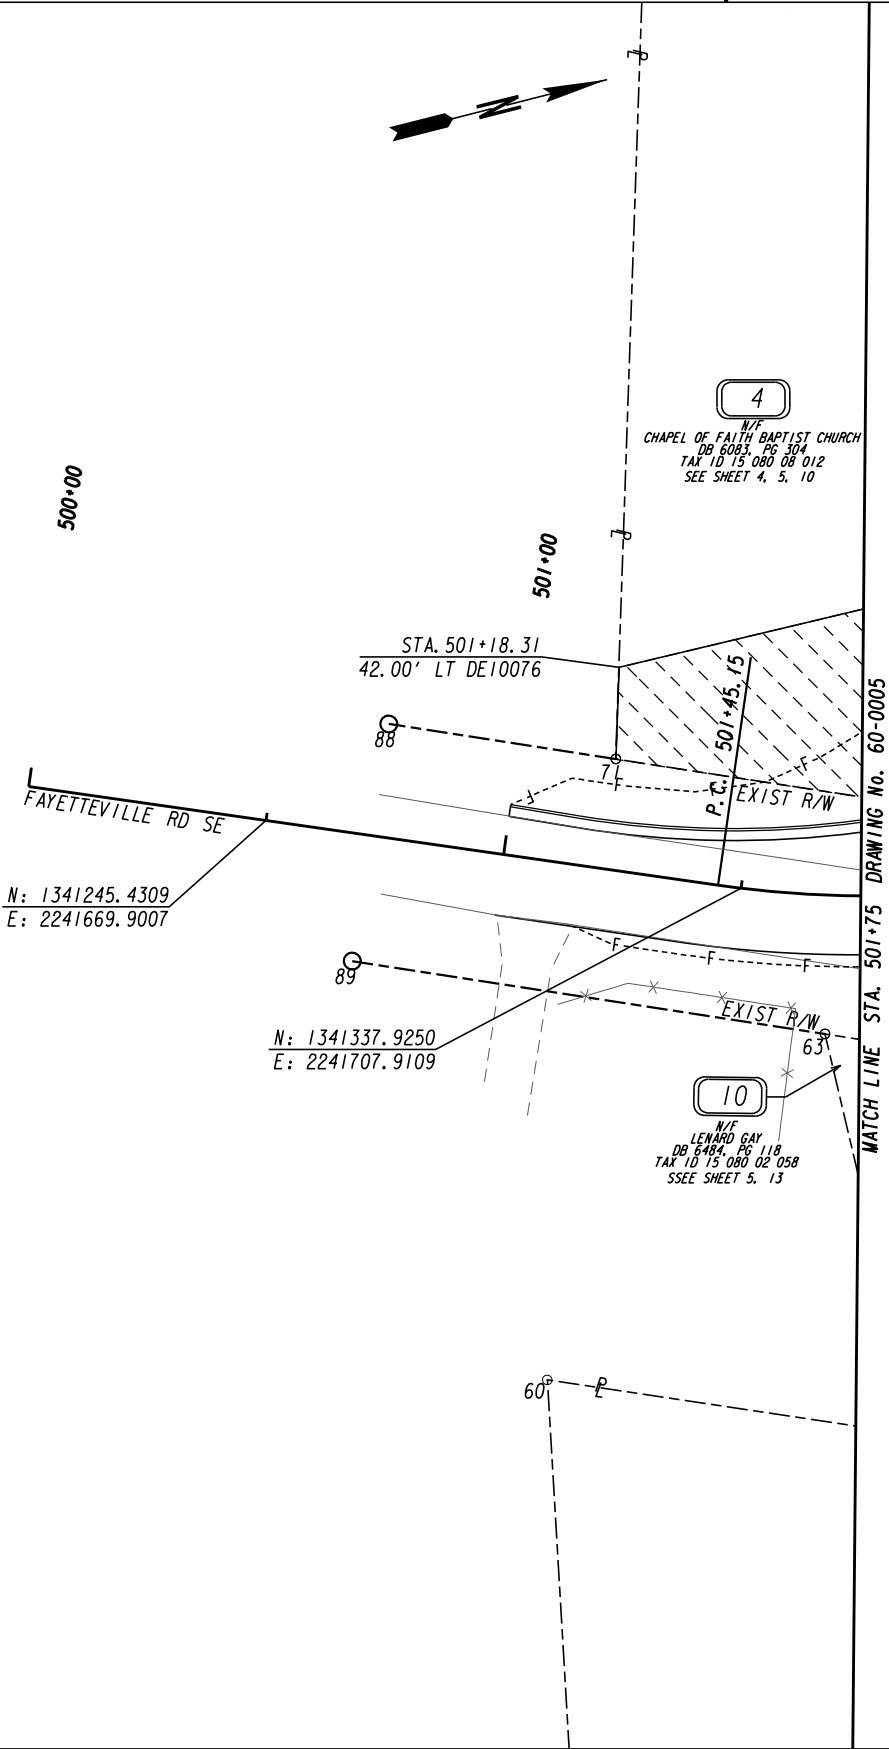 N
4
N/F
CHAPEL OF FAITH BAPTIST CHURCH
DB 6083, PG 304
TAX ID 15 080 08 012
SEE SHEET 4, 5, 10
500+00
501+00
STA. 501+18.31
42.00' LT DE10076
P.C. 501+45.15
88
71
EXIST R/W
F
F
F
F
FAYETTEVILLE RD SE
N: 1341245.4309
E: 2241669.9007
F
F
F
89
EXIST R/W
63
N: 1341337.9250
E: 2241707.9109
10
N/F
LENARD GAY
DB 6484, PG 118
TAX ID 15 080 02 058
SSEE SHEET 5, 13
60
PL
PL
PL
MATCH LINE STA. 501+75 DRAWING No. 60-0005